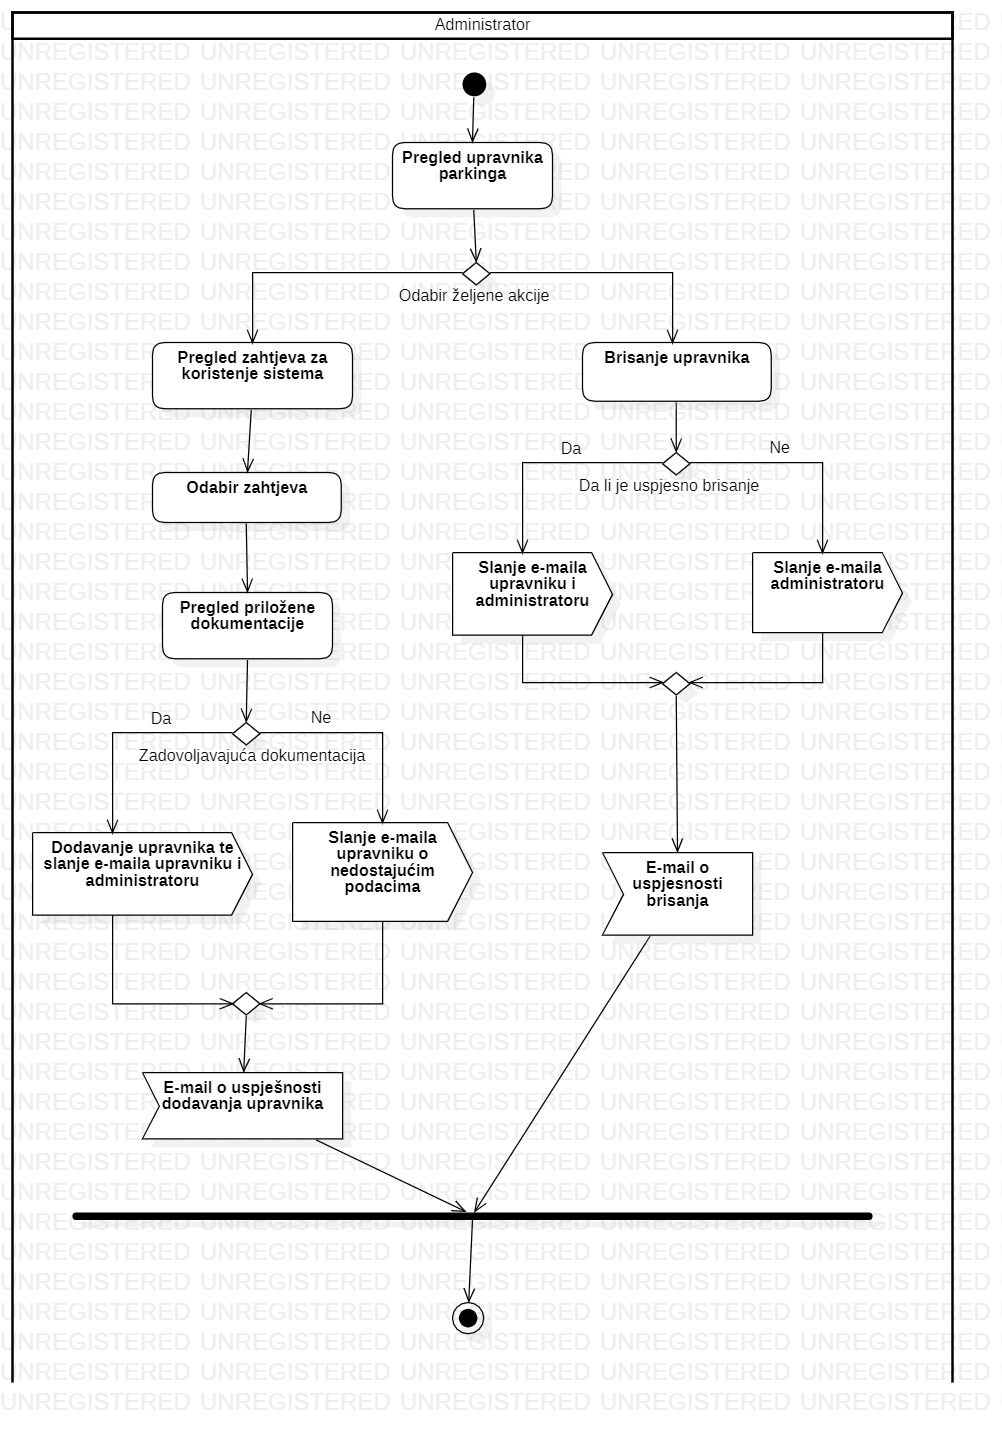 Administrator
Pregled upravnika
parkinga
Odabir željene akcije
Pregled zahtjeva za
koristenje sistema
Brisanje upravnika
Odabir zahtjeva
Da
Ne
Da li je uspjesno brisanje
Slanje e-maila
upravniku i
administratoru
Slanje e-maila
administratoru
Pregled priložene
dokumentacije
Da
Ne
Zadovoljavajuća dokumentacija
Dodavanje upravnika te
slanje e-maila upravniku i
administratoru
Slanje e-maila
upravniku o
nedostajućim
podacima
E-mail o
uspjesnosti
brisanja
E-mail o uspješnosti
dodavanja upravnika
UNREGISTERED UNREGISTERED UNREGISTERED UNREGISTERED UNREGISTERED